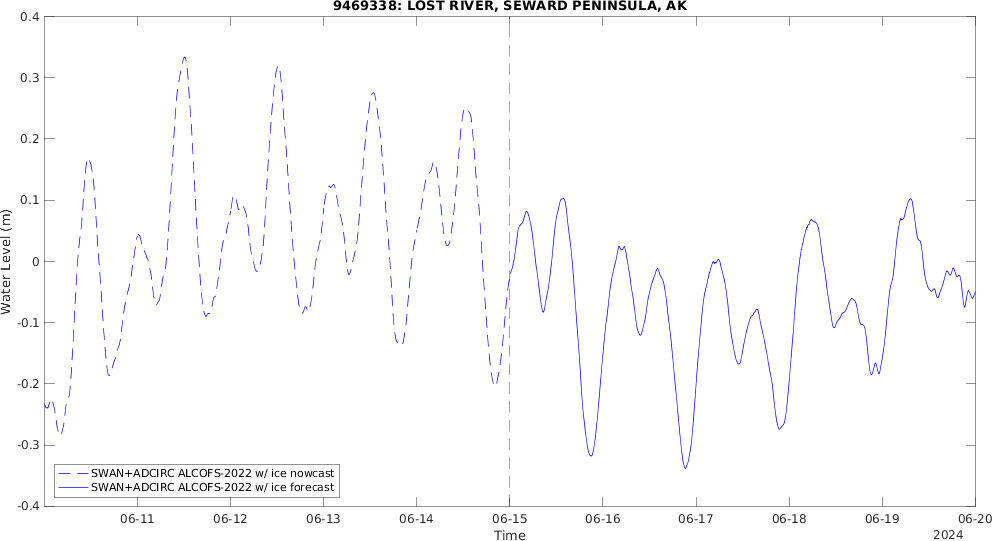 9469338: LOST RIVER, SEWARD PENINSULA, AK
0.4
0.3
0.2
0.1
0
-0.1
-0.2
-0.3
-0.4
Water Level (m)
SWAN+ADCIRC ALCOFS-2022 w/ ice nowcast
SWAN+ADCIRC ALCOFS-2022 w/ ice forecast
06-11 06-12 06-13 06-14 06-15 06-16 06-17 06-18 06-19 06-20
Time
2024